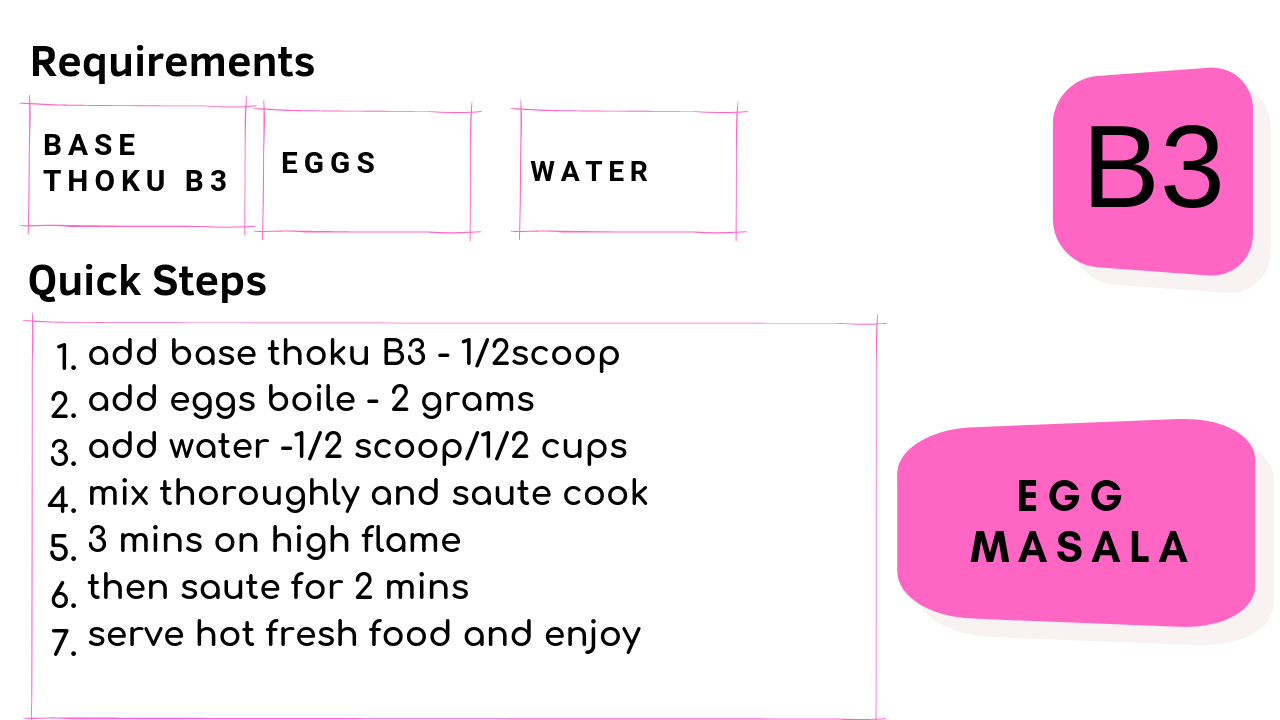 Requirements
BASE
THOKU B3
EGGS
WATER
B3
Quick Steps
1. add base thoku B3 - 1/2scoop
2. add eggs boile - 2 grams
3. add water -1/2 scoop/1/2 cups
4. mix thoroughly and saute cook
5. 3 mins on high flame
6. then saute for 2 mins
7. serve hot fresh food and enjoy
EGG
MASALA